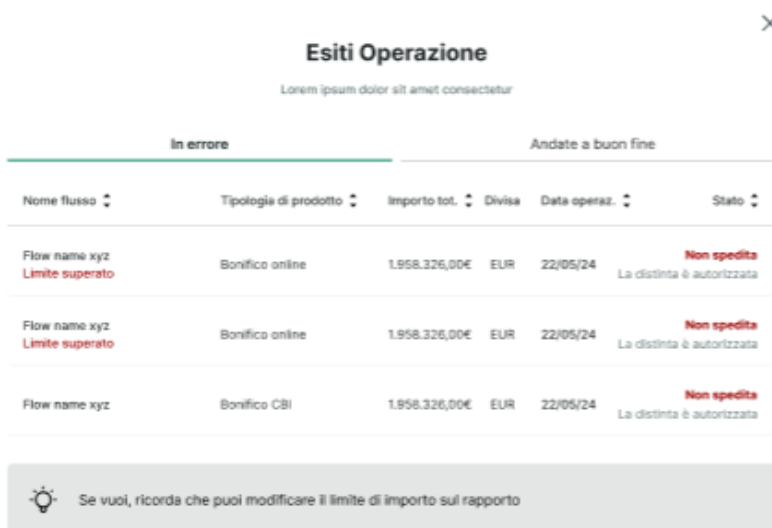 Esiti Operazione
Lorem ipsum dolor sit amet consectetur
In errore Andate a buon fine
Nome flusso Tipologia di prodotto Importo tot. Divisa Data operaz. Stato
Flow name xyz Bonifico online 1.958.326,00€ EUR 22/05/24 Non spedita
Limite superato La distinta è autorizzata
Flow name xyz Bonifico online 1.958.326,00€ EUR 22/05/24 Non spedita
Limite superato La distinta è autorizzata
Flow name xyz Bonifico CBI 1.958.326,00€ EUR 22/05/24 Non spedita
La distinta è autorizzata
Se vuoi, ricorda che puoi modificare il limite di importo sul rapporto